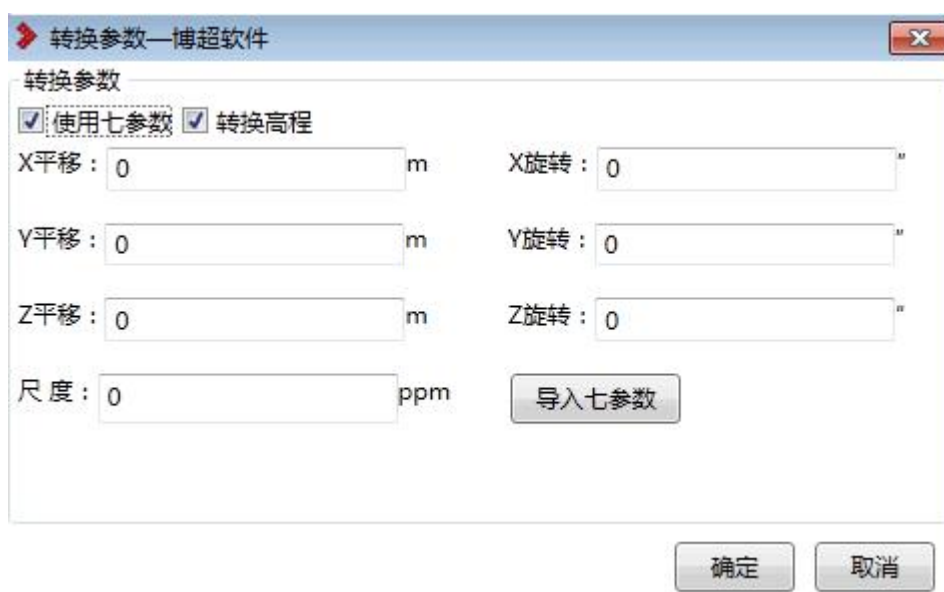 转换参数—博超软件
转换参数
使用七参数 转换高程
X平移：0 m X旋转：0 "
Y平移：0 m Y旋转：0 "
Z平移：0 m Z旋转：0 "
尺 度：0 ppm 导入七参数
确定 取消